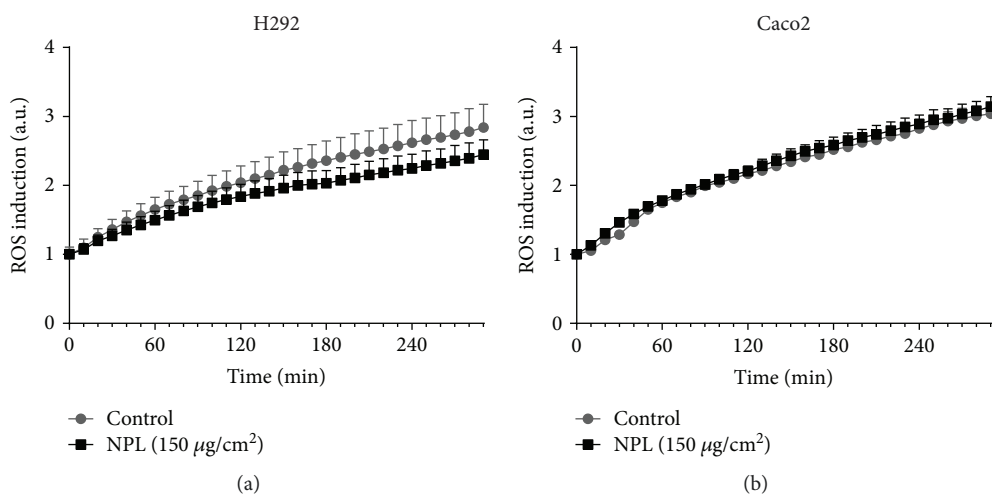 H292
4
3
2
1
0
ROS induction (a.u.)
0
60
120
180
240
Time (min)
Control
NPL (150 μg/cm²)
(a)
Caco2
4
3
2
1
0
ROS induction (a.u.)
0
60
120
180
240
Time (min)
Control
NPL (150 μg/cm²)
(b)